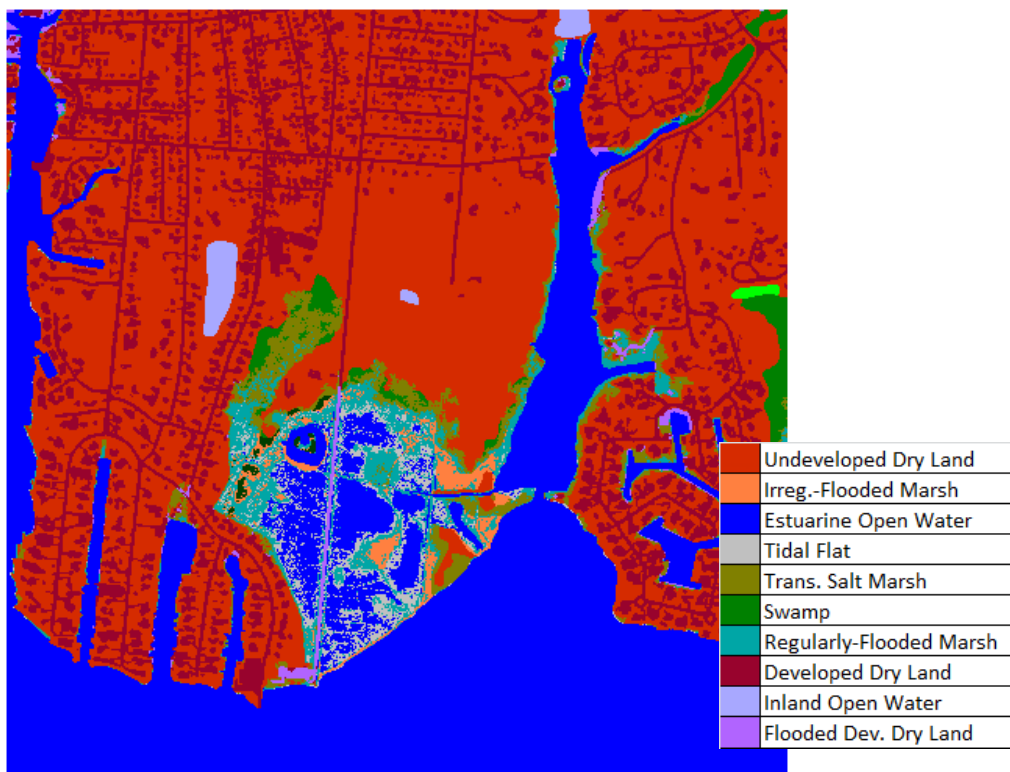 Undeveloped Dry Land
Irreg.-Flooded Marsh
Estuarine Open Water
Tidal Flat
Trans. Salt Marsh
Swamp
Regularly-Flooded Marsh
Developed Dry Land
Inland Open Water
Flooded Dev. Dry Land